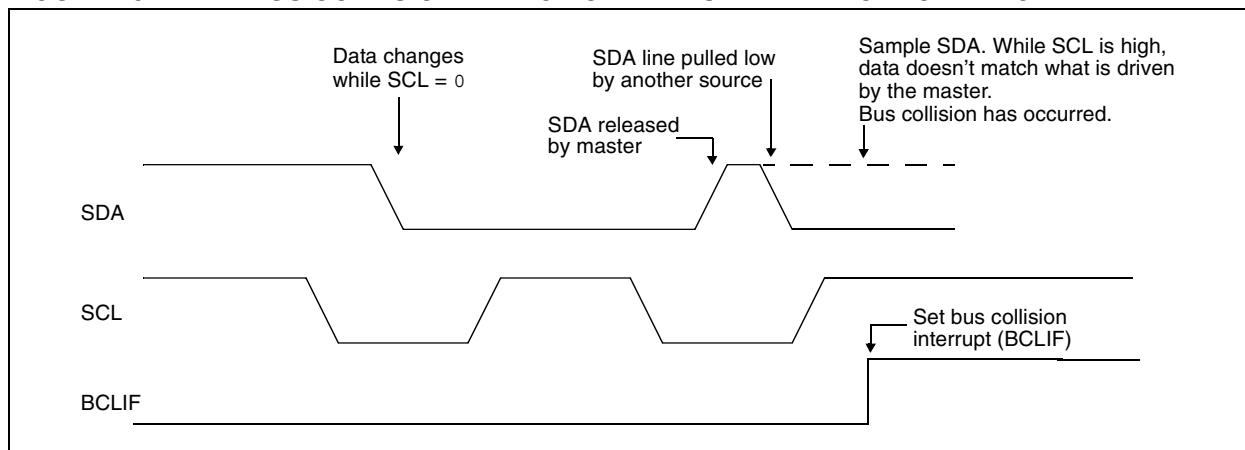 Data changes
while SCL = 0
SDA line pulled low
by another source
SDA released
by master
Sample SDA. While SCL is high,
data doesn't match what is driven
by the master.
Bus collision has occurred.
SDA
SCL
Set bus collision
interrupt (BCLIF)
BCLIF